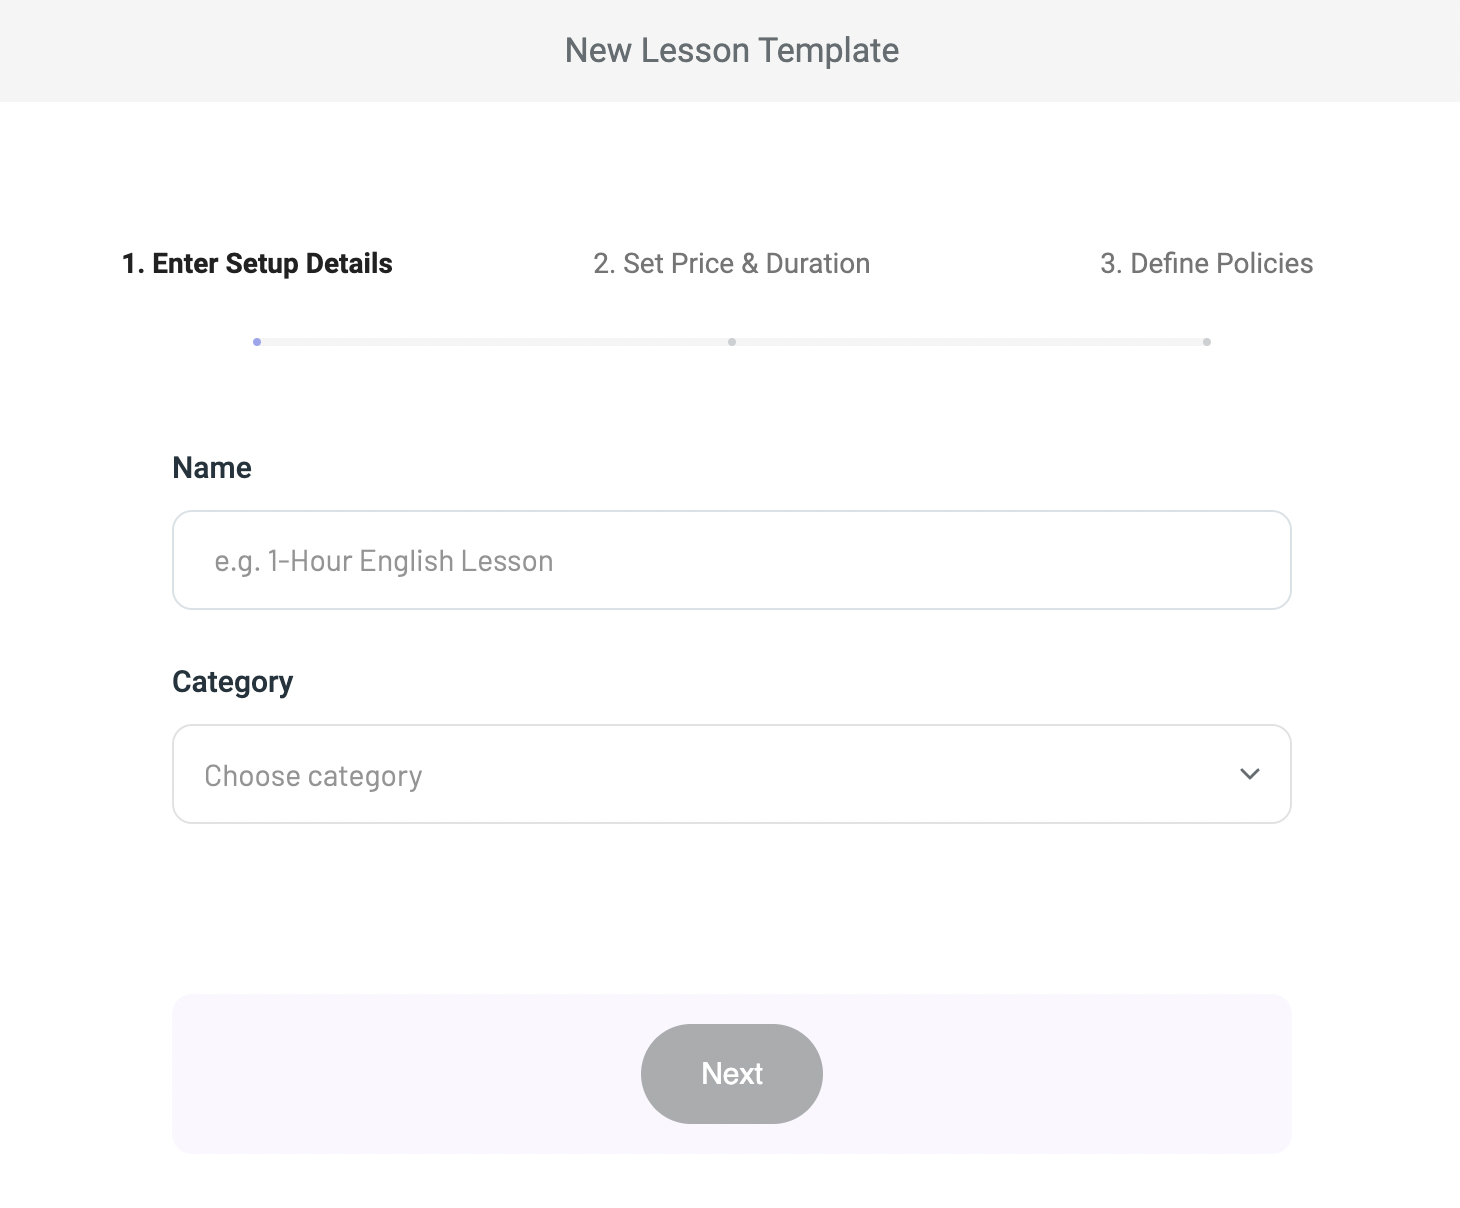 New Lesson Template
1. Enter Setup Details
2. Set Price & Duration
3. Define Policies
Name
e.g. 1-Hour English Lesson
Category
Choose category
Next